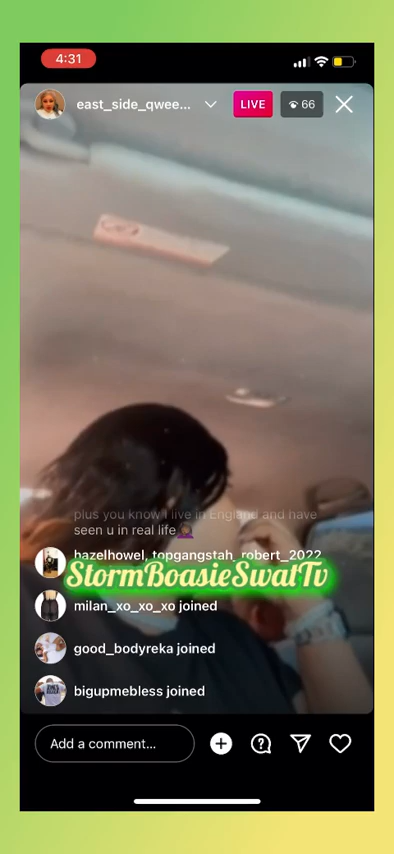 4:31
east_side_qwee...
LIVE
66
plus you know I live in England and have
seen u in real life🤦🏾‍♀️
hazelhowel, topgangstah_robert_2022
StormBoasieSwatTv
milan_xo_xo_xo joined
good_bodyreka joined
bigupmebless joined
Add a comment...